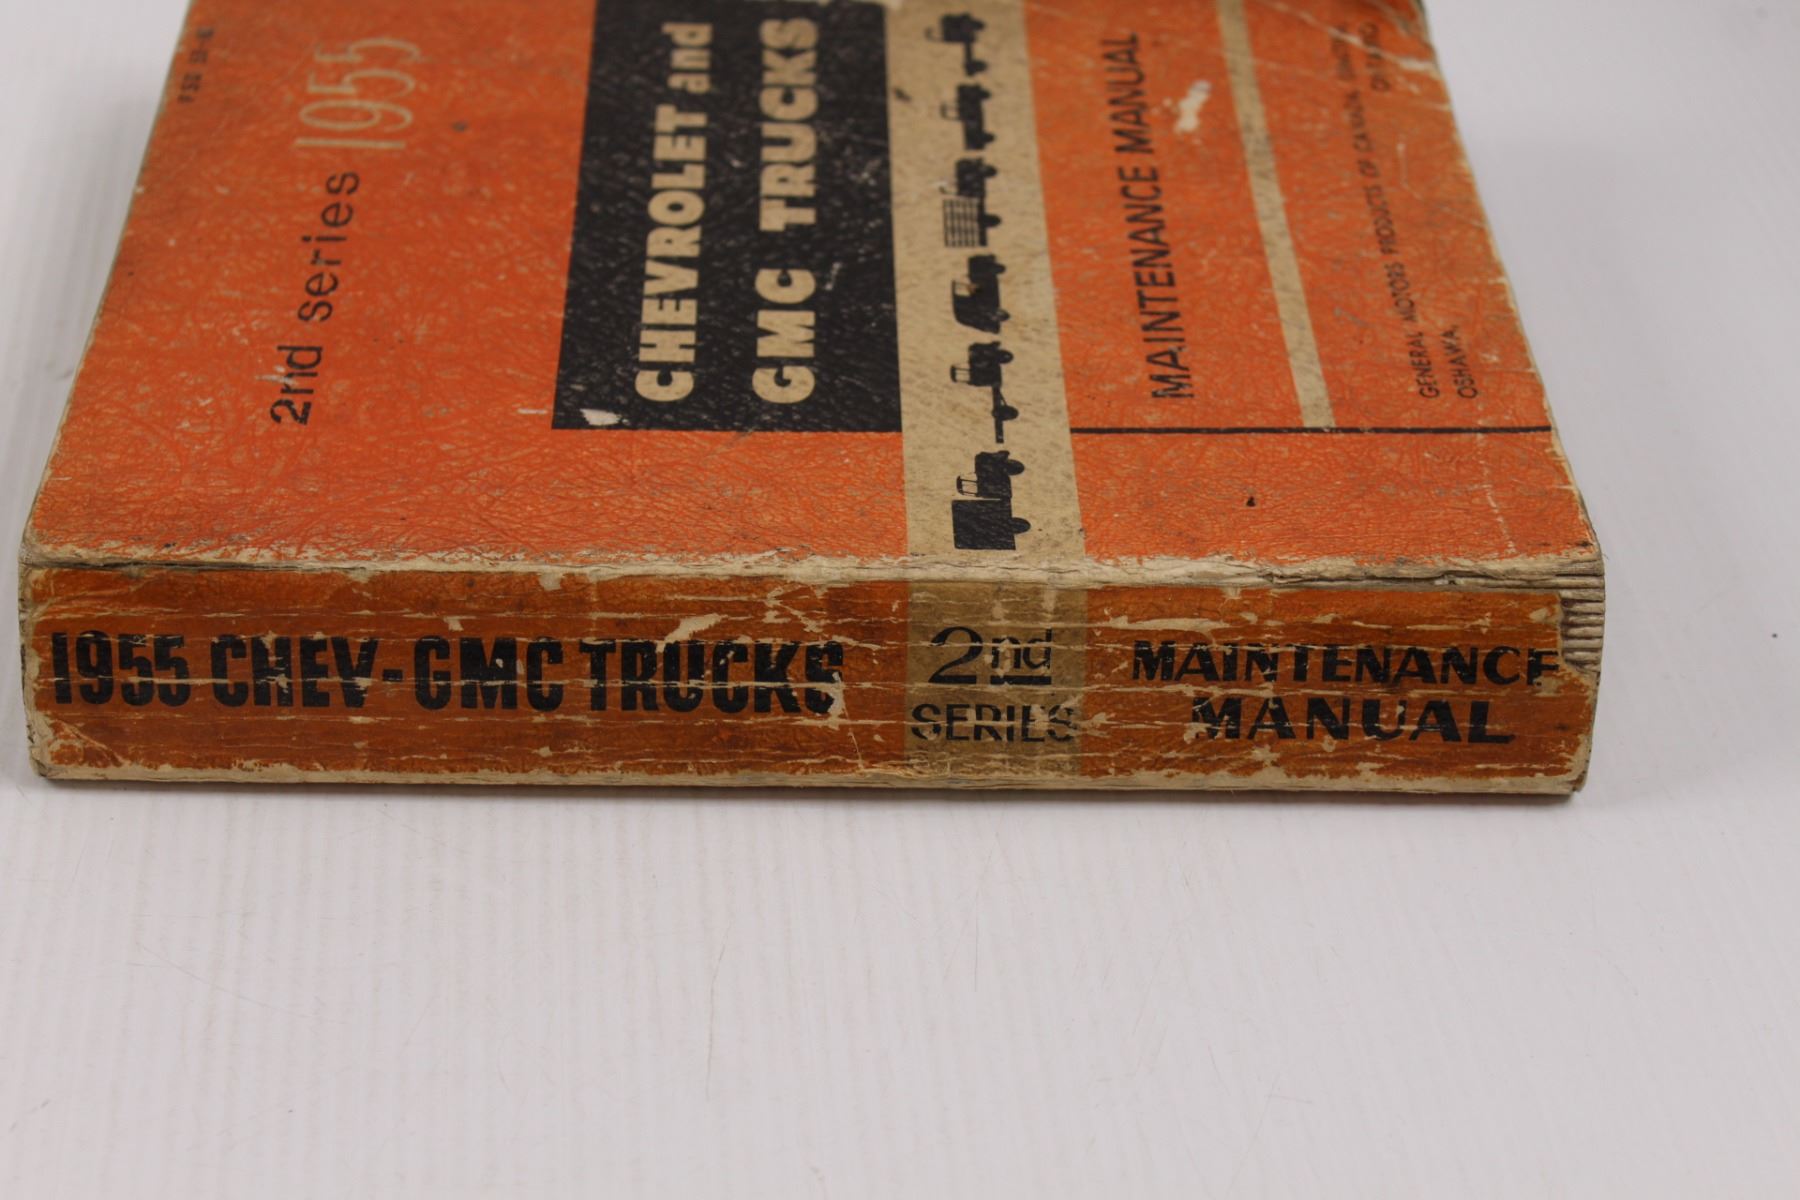 2nd series 1955
CHEVROLET and
GMC TRUCKS
MAINTENANCE MANUAL
GENERAL MOTORS PRODUCTS OF CANADA, LIMITED
OSHAWA ONTARIO
1955 CHEV-GMC TRUCKS
2nd
SERIES
MAINTENANCE
MANUAL